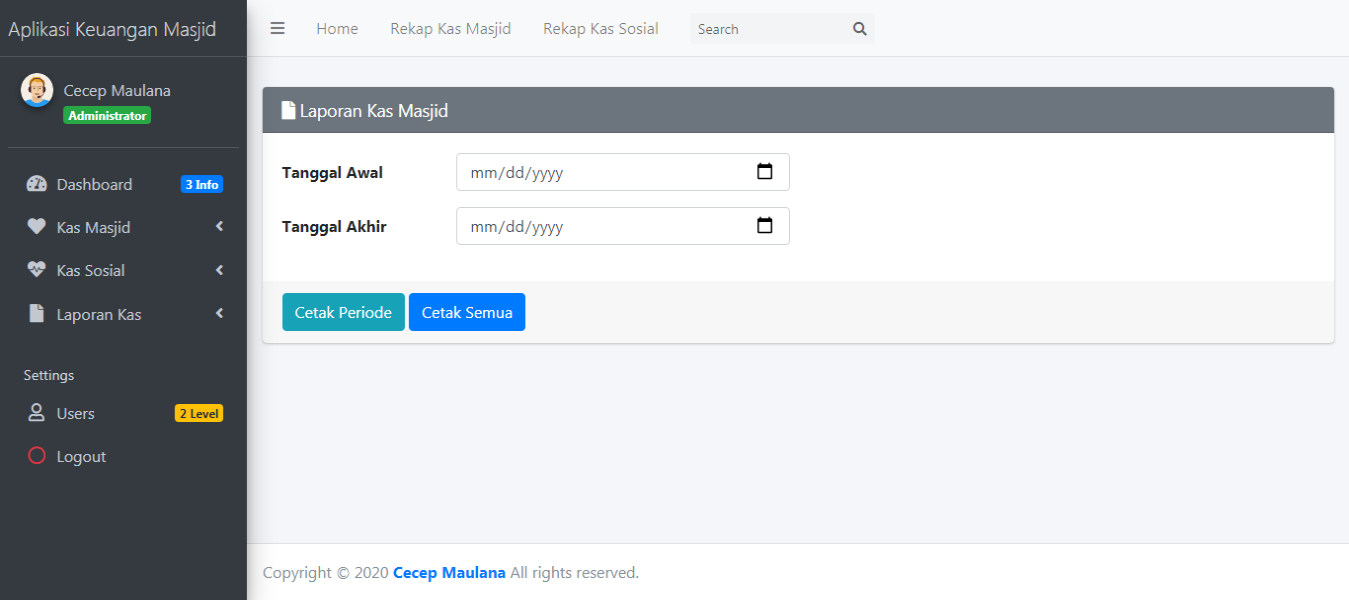 Aplikasi Keuangan Masjid
Home Rekap Kas Masjid Rekap Kas Sosial Search
Cecep Maulana
Administrator
Dashboard 3 Info
Kas Masjid
Kas Sosial
Laporan Kas
Settings
Users 2 Level
Logout
Laporan Kas Masjid
Tanggal Awal mm/dd/yyyy
Tanggal Akhir mm/dd/yyyy
Cetak Periode Cetak Semua
Copyright © 2020 Cecep Maulana All rights reserved.